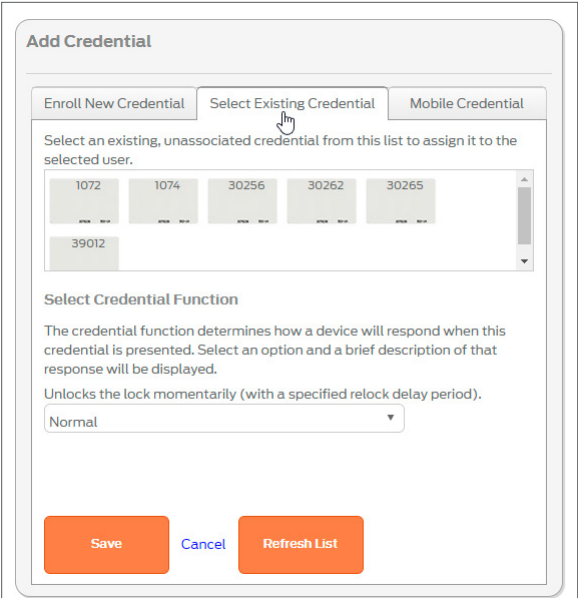 Add Credential
Enroll New Credential Select Existing Credential Mobile Credential
Select an existing, unassociated credential from this list to assign it to the
selected user.
1072 1074 30256 30262 30265
39012
Select Credential Function
The credential function determines how a device will respond when this
credential is presented. Select an option and a brief description of that
response will be displayed.
Unlocks the lock momentarily (with a specified relock delay period).
Normal
Save Cancel Refresh List